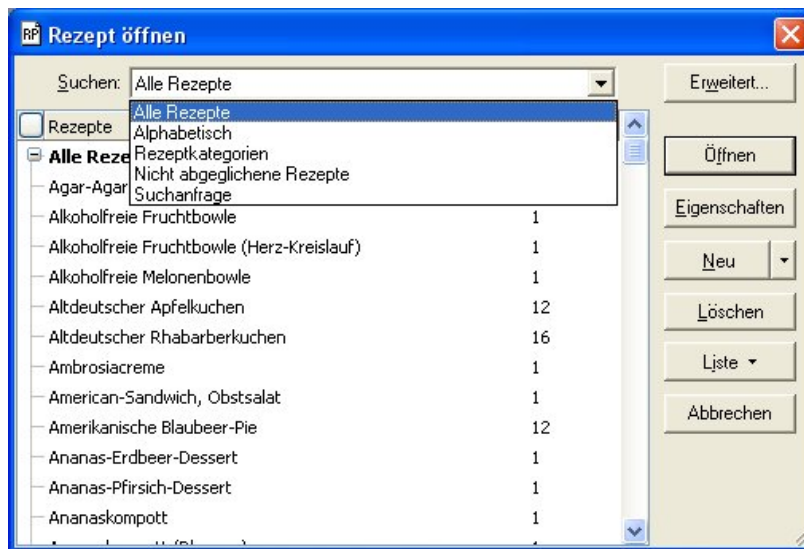 RP Rezept öffnen
Suchen: Alle Rezepte Erweitert...
Alle Rezepte
Alphabetisch
Rezeptkategorien
Nicht abgeglichene Rezepte
Suchanfrage
Rezepte
Alle Reze
Agar-Agar
Alkoholfreie Fruchtbowle 1
Alkoholfreie Fruchtbowle (Herz-Kreislauf) 1
Alkoholfreie Melonenbowle 1
Altdeutscher Apfelkuchen 12
Altdeutscher Rhabarberkuchen 16
Ambrosiacreme 1
American-Sandwich, Obstsalat 1
Amerikanische Blaubeer-Pie 12
Ananas-Erdbeer-Dessert 1
Ananas-Pfirsich-Dessert 1
Ananaskompott 1
Öffnen
Eigenschaften
Neu
Löschen
Liste
Abbrechen